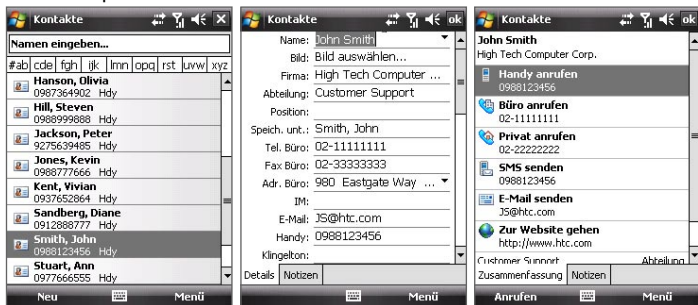 Kontakte
Namen eingeben...
#ab cde fgh ijk lmn opq rst uvw xyz
Hanson, Olivia
0987364902 Hdy
Hill, Steven
0988999888 Hdy
Jackson, Peter
9275639485 Hdy
Jones, Kevin
0988777666 Hdy
Kent, Vivian
0937652864 Hdy
Sandberg, Diane
0912888777 Hdy
Smith, John
0988123456 Hdy
Stuart, Ann
0977666555 Hdy
Neu Menü
Kontakte ok
Name: John Smith
Bild: Bild auswählen...
Firma: High Tech Computer ...
Abteilung: Customer Support
Position:
Speich. unt.: Smith, John
Tel. Büro: 02-11111111
Fax Büro: 02-33333333
Adr. Büro: 980 Eastgate Way ...
IM:
E-Mail: JS@htc.com
Handy: 0988123456
Klingelton:
Details Notizen
Menü
Kontakte ok
John Smith
High Tech Computer Corp.
Handy anrufen
0988123456
Büro anrufen
02-11111111
Privat anrufen
02-22222222
SMS senden
0988123456
E-Mail senden
JS@htc.com
Zur Website gehen
http://www.htc.com
Customer Support Abteilung
Zusammenfassung Notizen
Anrufen Menü